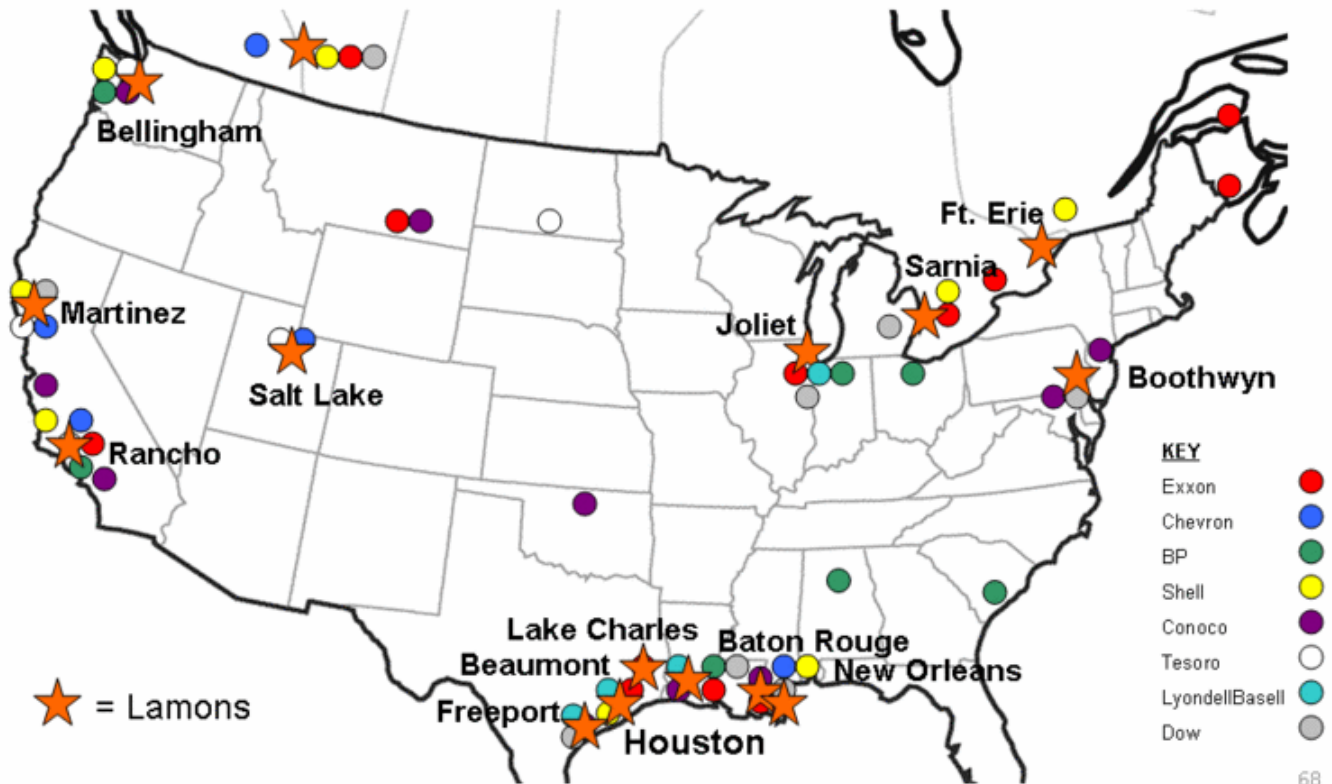 Bellingham
Ft. Erie
Sarnia
Martinez
Joliet
Salt Lake
Boothwyn
Rancho
KEY
Exxon
Chevron
BP
Shell
Conoco
Tesoro
LyondellBasell
Dow
Lake Charles
Baton Rouge
Beaumont
New Orleans
Freeport
Houston
= Lamons
68